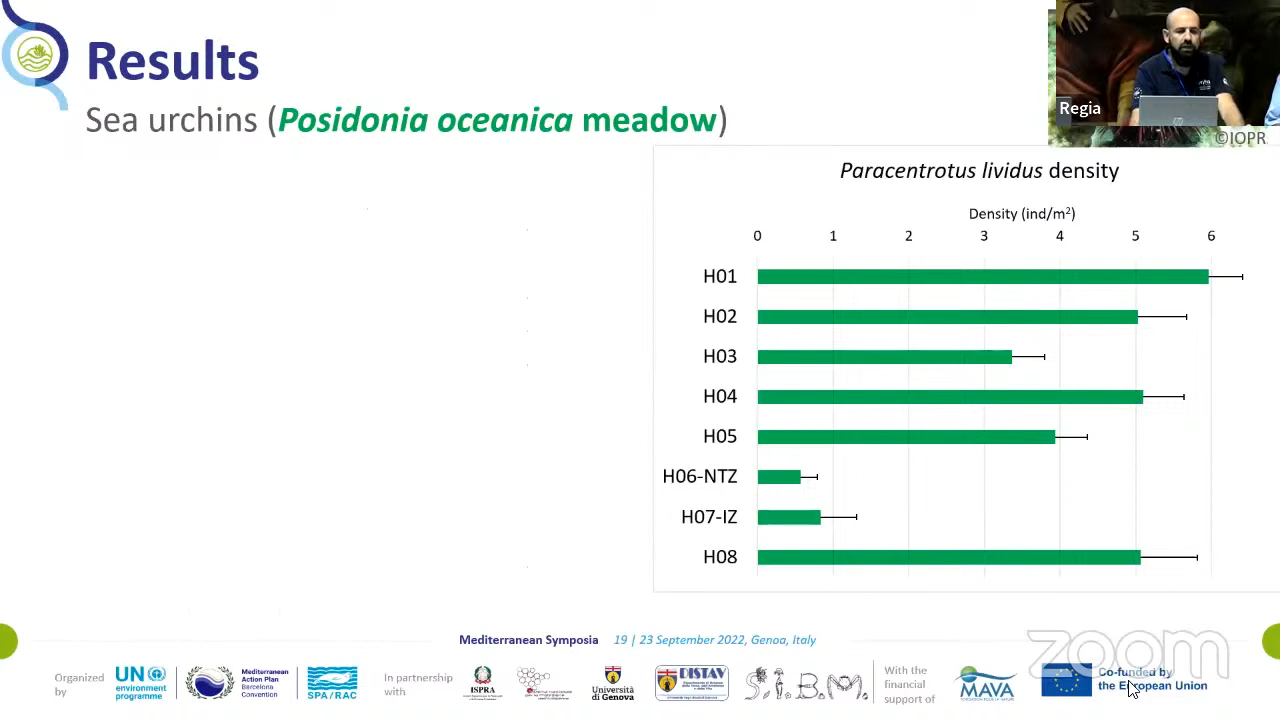 Results
Sea urchins (Posidonia oceanica meadow)
Regia
©IOPR
Paracentrotus lividus density
Density (ind/m²)
0 1 2 3 4 5 6
H01
H02
H03
H04
H05
H06-NTZ
H07-IZ
H08
Mediterranean Symposia 19 | 23 September 2022, Genoa, Italy
zoom
Organized by
UN environment programme
Mediterranean Action Plan Barcelona Convention
SPA/RAC
In partnership with
ISPRA
Università di Genova
DISTAV
S.I.B.M.
With the financial support of
MAVA
Co-funded by the European Union